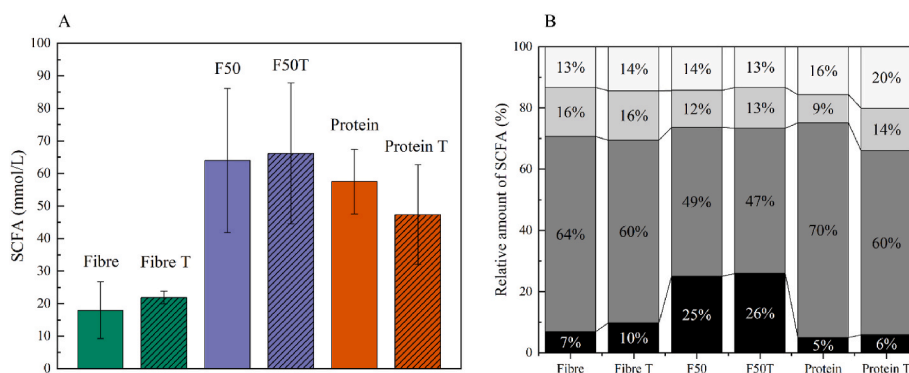 A
SCFA (mmol/L)
100
90
80
70
60
50
40
30
20
10
0
Fibre
Fibre T
F50
F50T
Protein
Protein T
B
Relative amount of SCFA (%)
100
80
60
40
20
0
13% 14% 14% 13% 16% 20%
16% 16% 12% 13% 9% 14%
64% 60% 49% 47% 70% 60%
7% 10% 25% 26% 5% 6%
Fibre Fibre T F50 F50T Protein Protein T